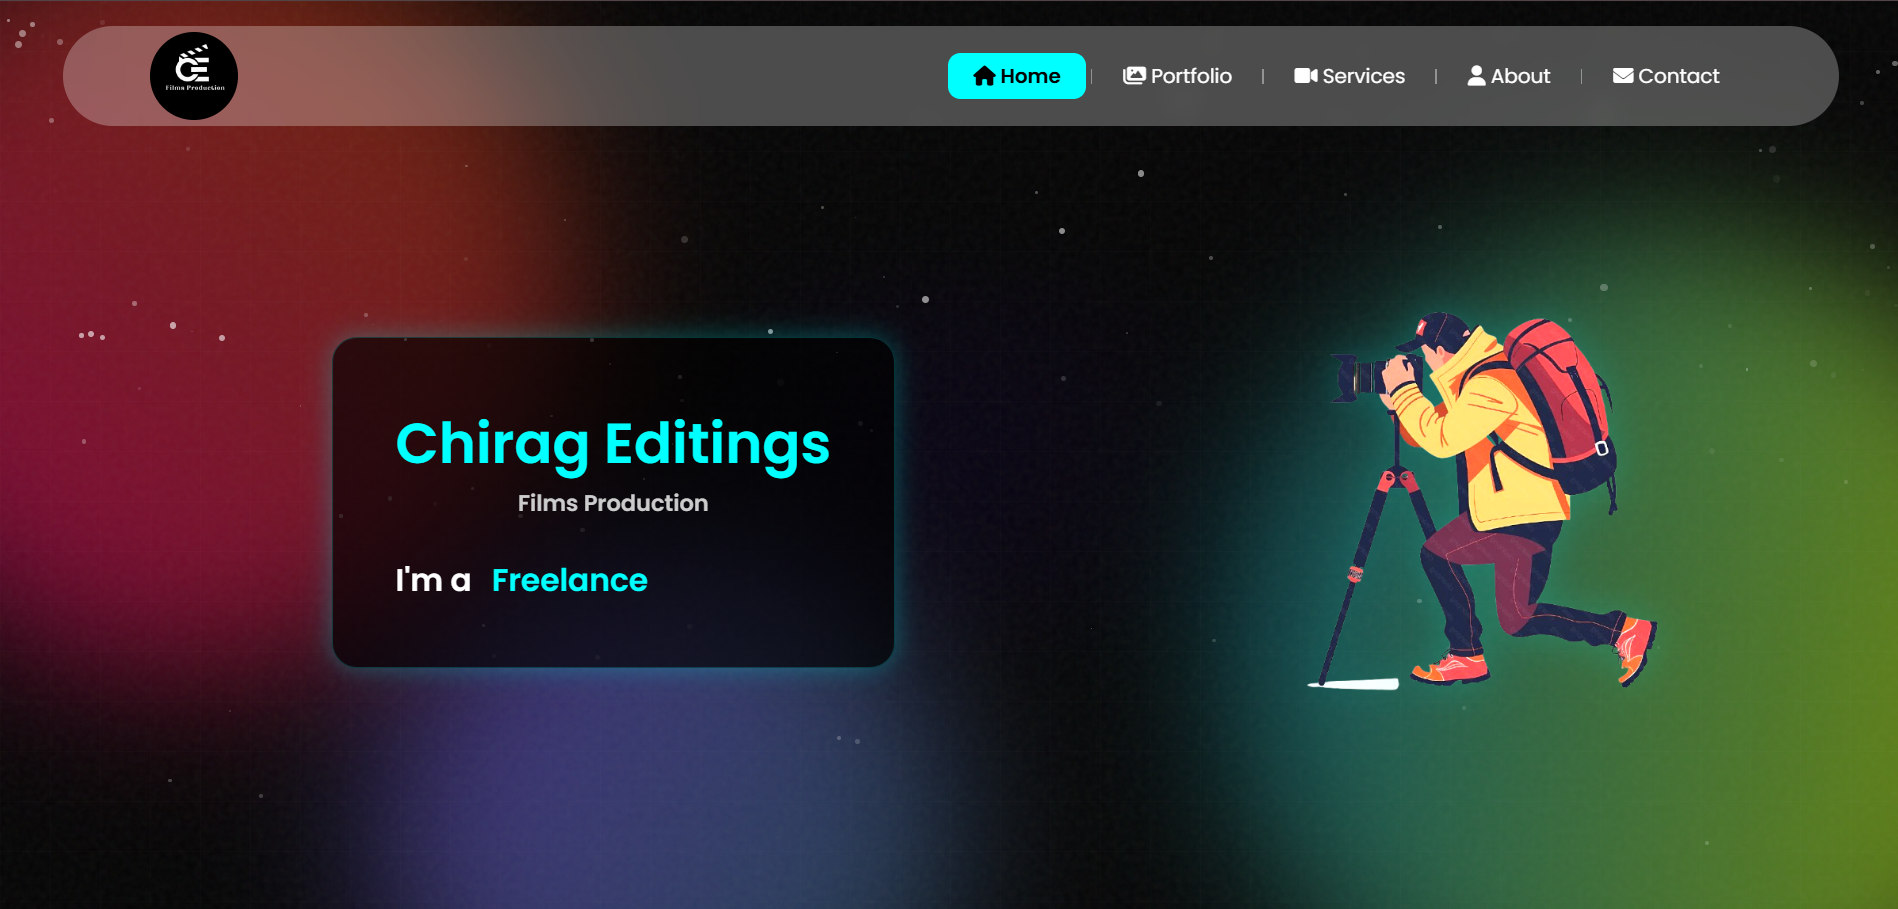 CE
Films Production
Home | Portfolio | Services | About | Contact
Chirag Editings
Films Production
I'm a Freelance